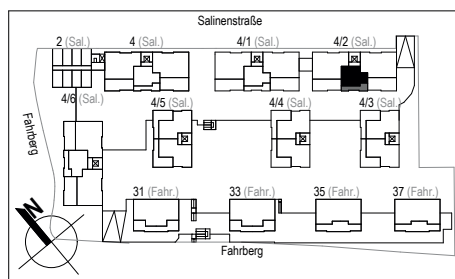 Salinenstraße
2 (Sal.)
4 (Sal.)
4/1 (Sal.)
4/2 (Sal.)
4/6 (Sal.)
4/5 (Sal.)
4/4 (Sal.)
4/3 (Sal.)
Fahrberg
31 (Fahr.)
33 (Fahr.)
35 (Fahr.)
37 (Fahr.)
N
Fahrberg